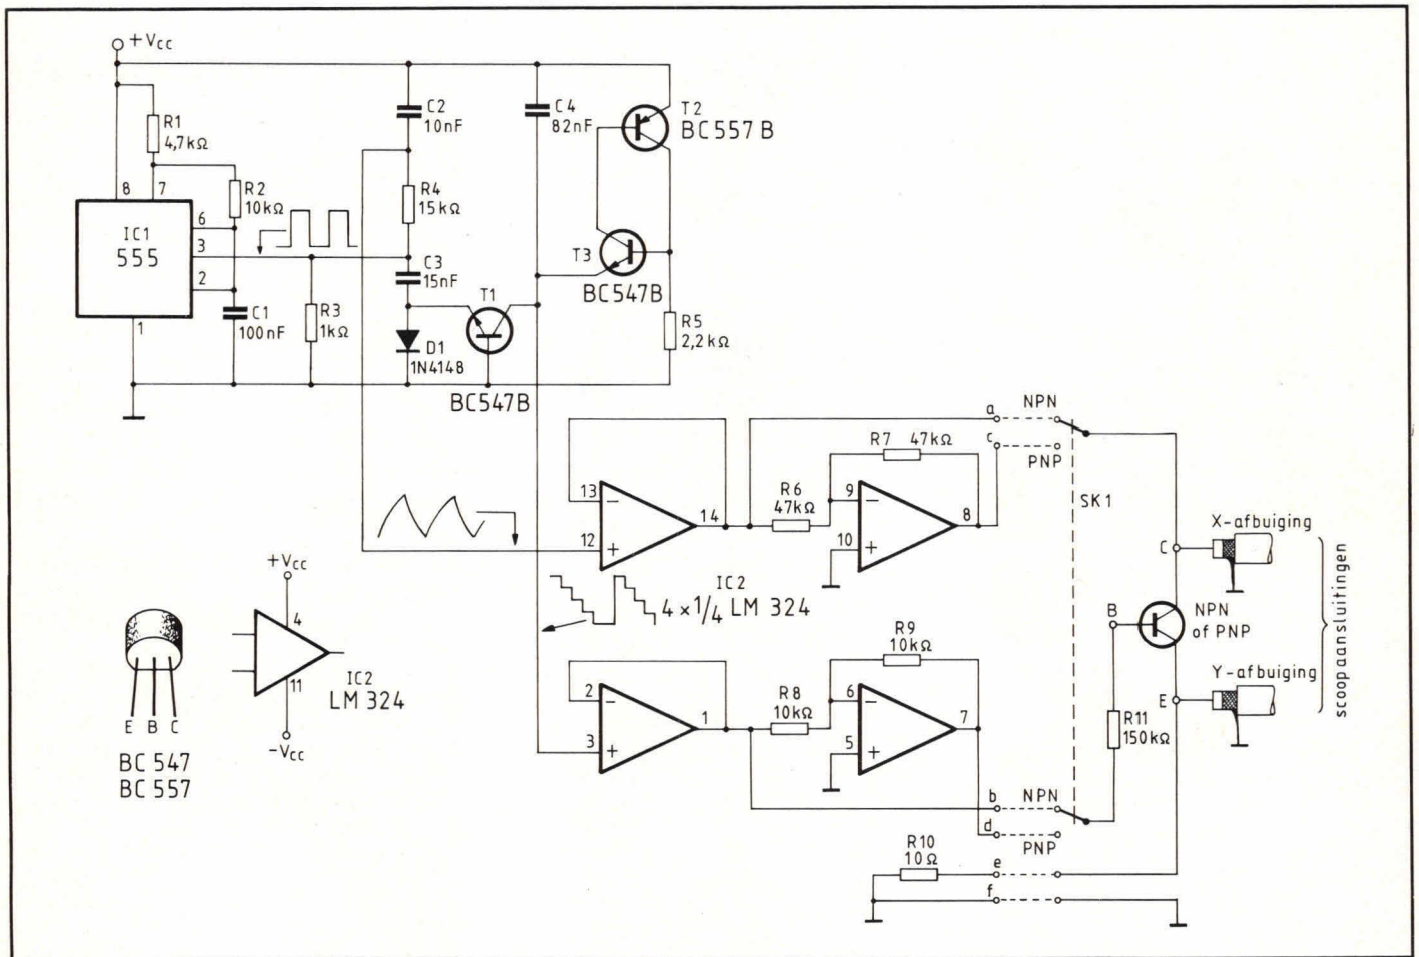 +VCC
R1
4,7kΩ
8
7
R2
10kΩ
IC1
555
6
3
2
1
C1
100nF
R3
1kΩ
C2
10nF
R4
15kΩ
C3
15nF
D1
1N4148
T1
BC547B
C4
82nF
T2
BC557B
T3
BC547B
R5
2,2kΩ
13
−
12
+
14
R6
47kΩ
R7 47kΩ
9
−
10
+
8
IC2
4 x 1/4 LM 324
2
−
3
+
1
R8
10kΩ
R9
10kΩ
6
−
5
+
7
a
NPN
c
PNP
SK1
b
NPN
d
PNP
R10
10Ω
e
f
C
X-afbuiging
B
NPN
of PNP
E
Y-afbuiging
R11
150kΩ
scoopaansluitingen
E B C
BC 547
BC 557
+VCC
4
11
IC2
LM 324
−VCC